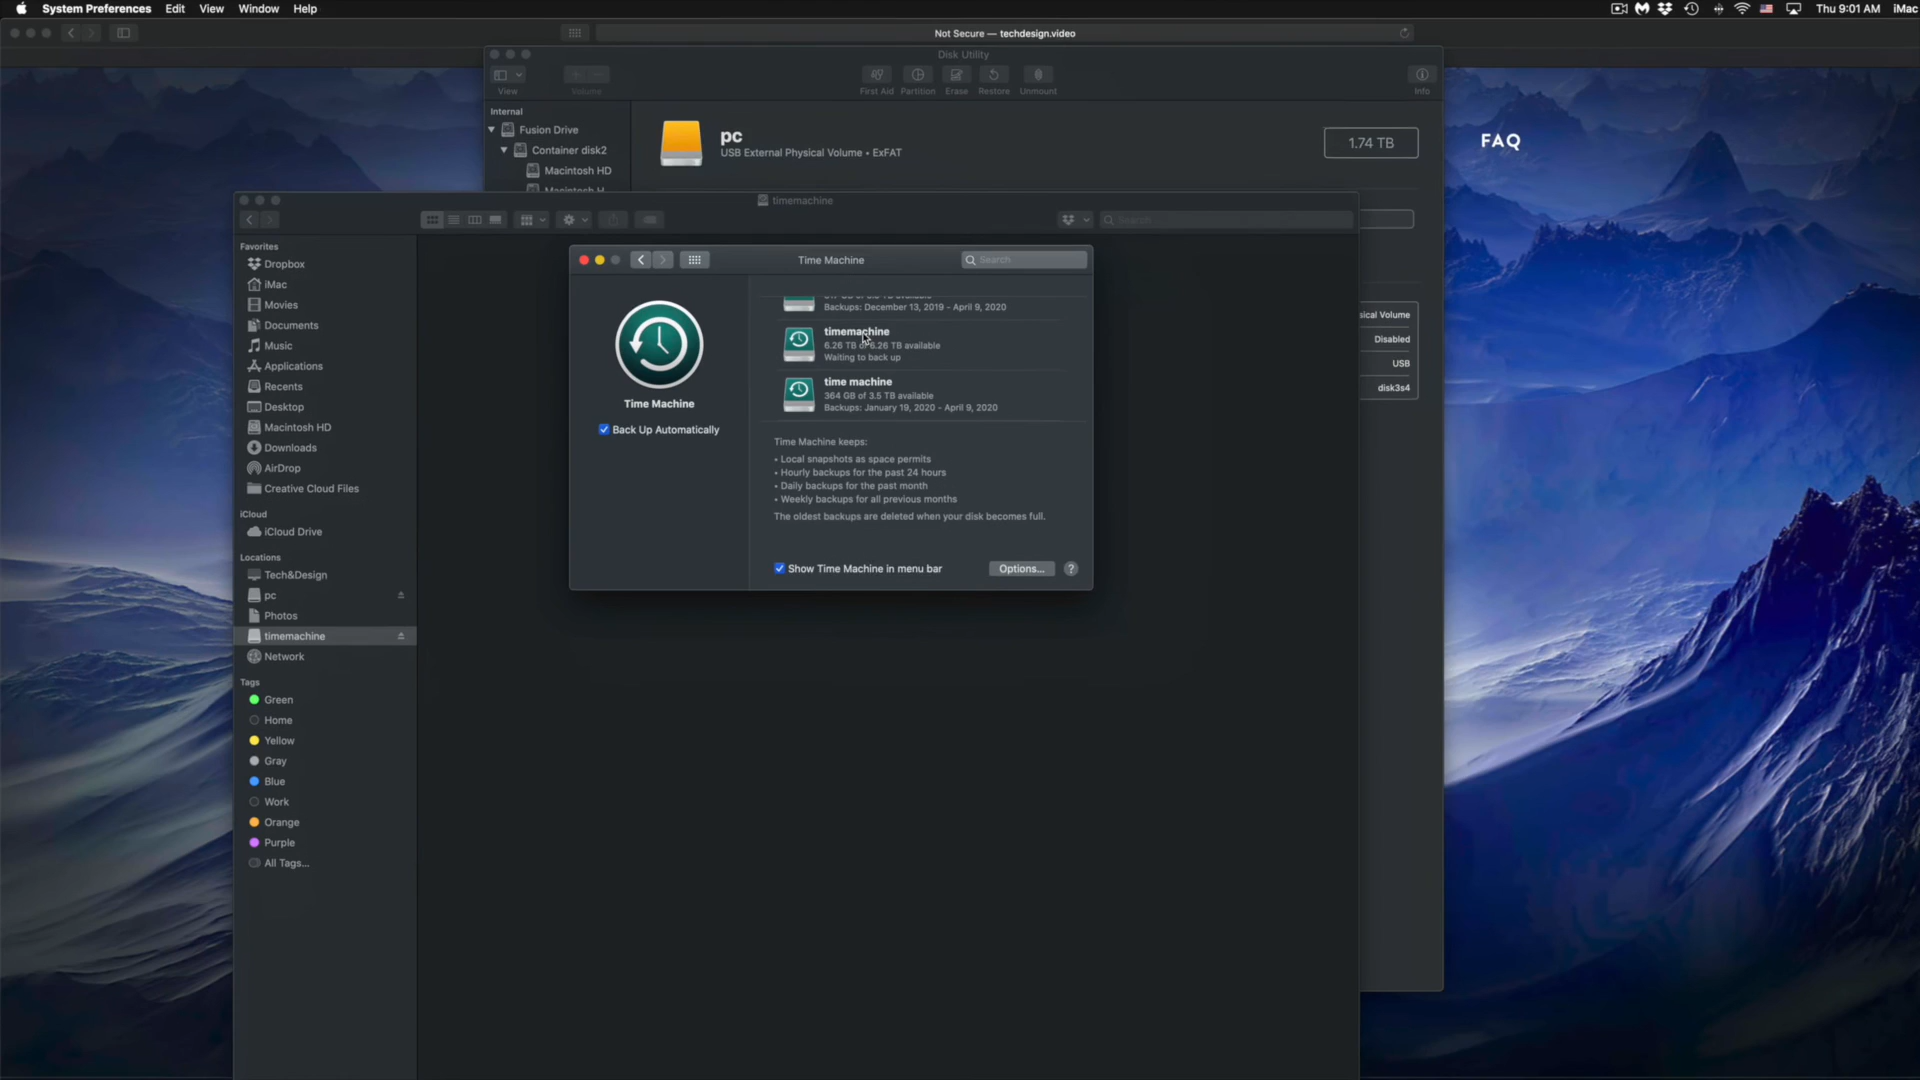 System Preferences Edit View Window Help
Thu 9:01 AM iMac
Not Secure — techdesign.video
Disk Utility
View
Volume
First Aid Partition Erase Restore Unmount
Info
Internal
Fusion Drive
Container disk2
Macintosh HD
Macintosh H
pc
USB External Physical Volume • ExFAT
1.74 TB
FAQ
timemachine
Search
Favorites
Dropbox
iMac
Movies
Documents
Music
Applications
Recents
Desktop
Macintosh HD
Downloads
AirDrop
Creative Cloud Files
iCloud
iCloud Drive
Locations
Tech&Design
pc
Photos
timemachine
Network
Tags
Green
Home
Yellow
Gray
Blue
Work
Orange
Purple
All Tags...
Time Machine
Search
Time Machine
Back Up Automatically
Backups: December 13, 2019 - April 9, 2020
timemachine
6.26 TB of 6.26 TB available
Waiting to back up
time machine
364 GB of 3.5 TB available
Backups: January 19, 2020 - April 9, 2020
Time Machine keeps:
• Local snapshots as space permits
• Hourly backups for the past 24 hours
• Daily backups for the past month
• Weekly backups for all previous months
The oldest backups are deleted when your disk becomes full.
Show Time Machine in menu bar
Options...
?
sical Volume
Disabled
USB
disk3s4